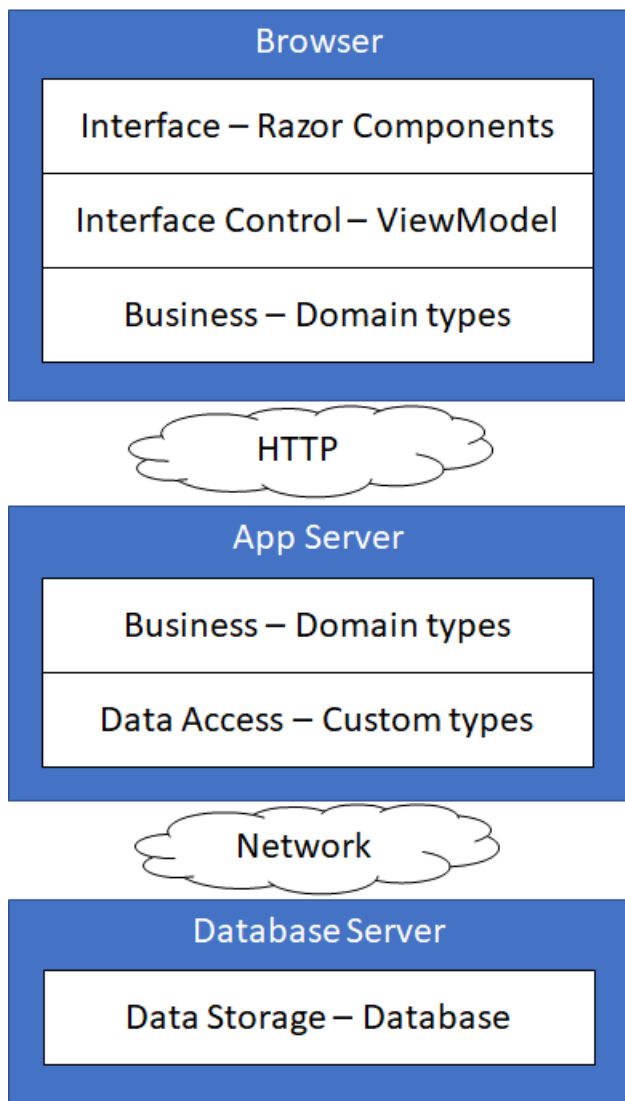 Browser
Interface – Razor Components
Interface Control – ViewModel
Business – Domain types
HTTP
App Server
Business – Domain types
Data Access – Custom types
Network
Database Server
Data Storage – Database